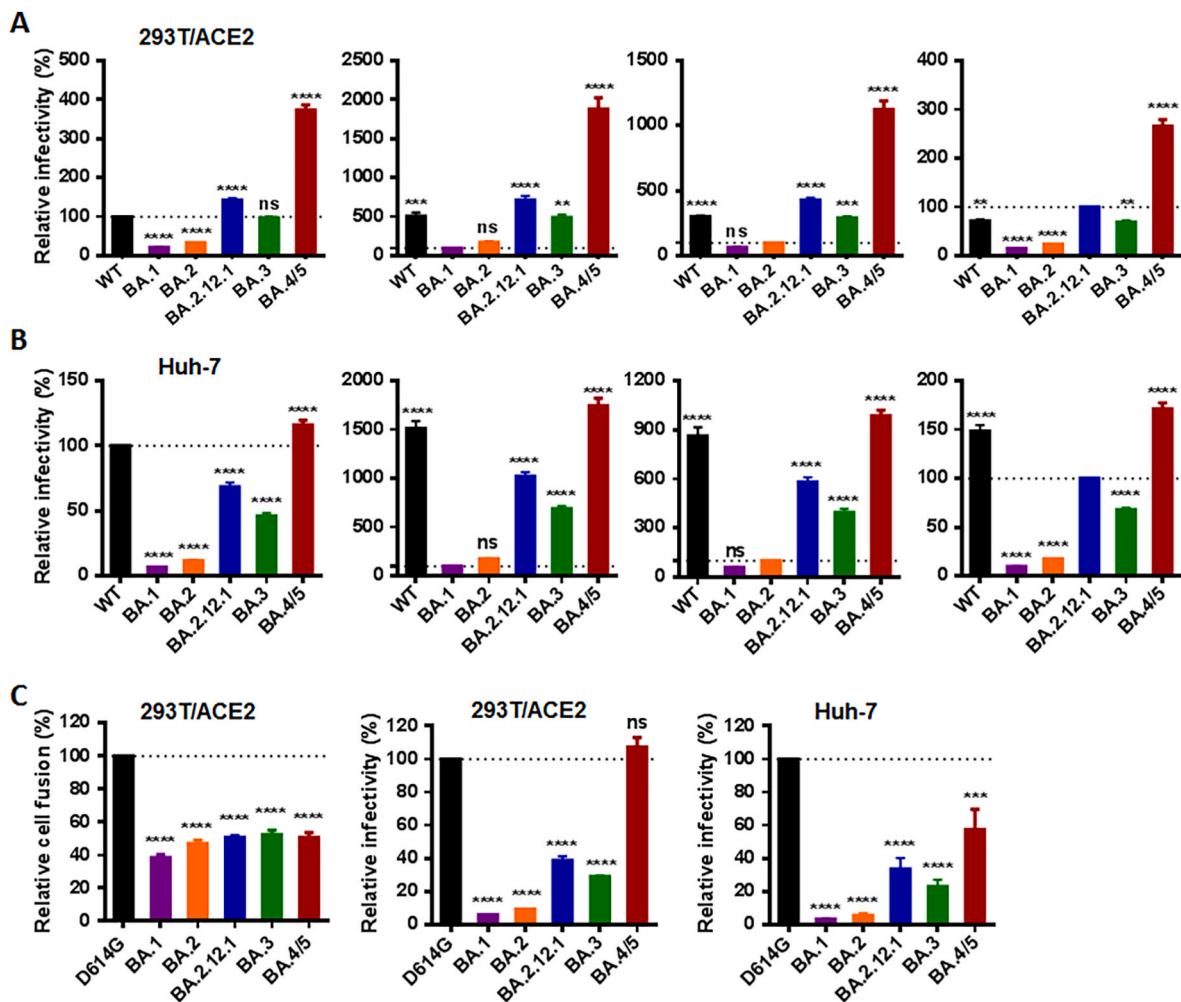 A
293T/ACE2
Relative infectivity (%)
500
400
300
200
100
0
**** **** **** ns ****
WT BA.1 BA.2 BA.2.12.1 BA.3 BA.4/5
Relative infectivity (%)
2500
2000
1500
1000
500
0
*** ns **** ** ****
WT BA.1 BA.2 BA.2.12.1 BA.3 BA.4/5
Relative infectivity (%)
1500
1000
500
0
**** ns **** *** ****
WT BA.1 BA.2 BA.2.12.1 BA.3 BA.4/5
Relative infectivity (%)
400
300
200
100
0
** **** **** ** ****
WT BA.1 BA.2 BA.2.12.1 BA.3 BA.4/5
B
Huh-7
Relative infectivity (%)
150
100
50
0
**** **** **** **** ****
WT BA.1 BA.2 BA.2.12.1 BA.3 BA.4/5
Relative infectivity (%)
2000
1500
1000
500
0
**** ns **** **** ****
WT BA.1 BA.2 BA.2.12.1 BA.3 BA.4/5
Relative infectivity (%)
1200
900
600
300
0
**** ns **** **** ****
WT BA.1 BA.2 BA.2.12.1 BA.3 BA.4/5
Relative infectivity (%)
200
150
100
50
0
**** **** **** **** ****
WT BA.1 BA.2 BA.2.12.1 BA.3 BA.4/5
C
293T/ACE2
Relative cell fusion (%)
120
100
80
60
40
20
0
**** **** **** **** ****
D614G BA.1 BA.2 BA.2.12.1 BA.3 BA.4/5
293T/ACE2
Relative infectivity (%)
120
100
80
60
40
20
0
**** **** **** **** ns
D614G BA.1 BA.2 BA.2.12.1 BA.3 BA.4/5
Huh-7
Relative infectivity (%)
120
100
80
60
40
20
0
**** **** **** **** ***
D614G BA.1 BA.2 BA.2.12.1 BA.3 BA.4/5